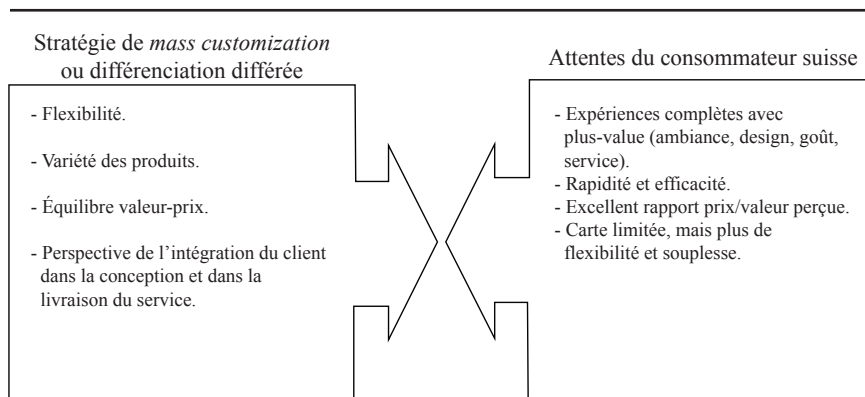 Stratégie de mass customization
ou différenciation différée
- Flexibilité.
- Variété des produits.
- Équilibre valeur-prix.
- Perspective de l’intégration du client
dans la conception et dans la
livraison du service.
Attentes du consommateur suisse
- Expériences complètes avec
plus-value (ambiance, design, goût,
service).
- Rapidité et efficacité.
- Excellent rapport prix/valeur perçue.
- Carte limitée, mais plus de
flexibilité et souplesse.